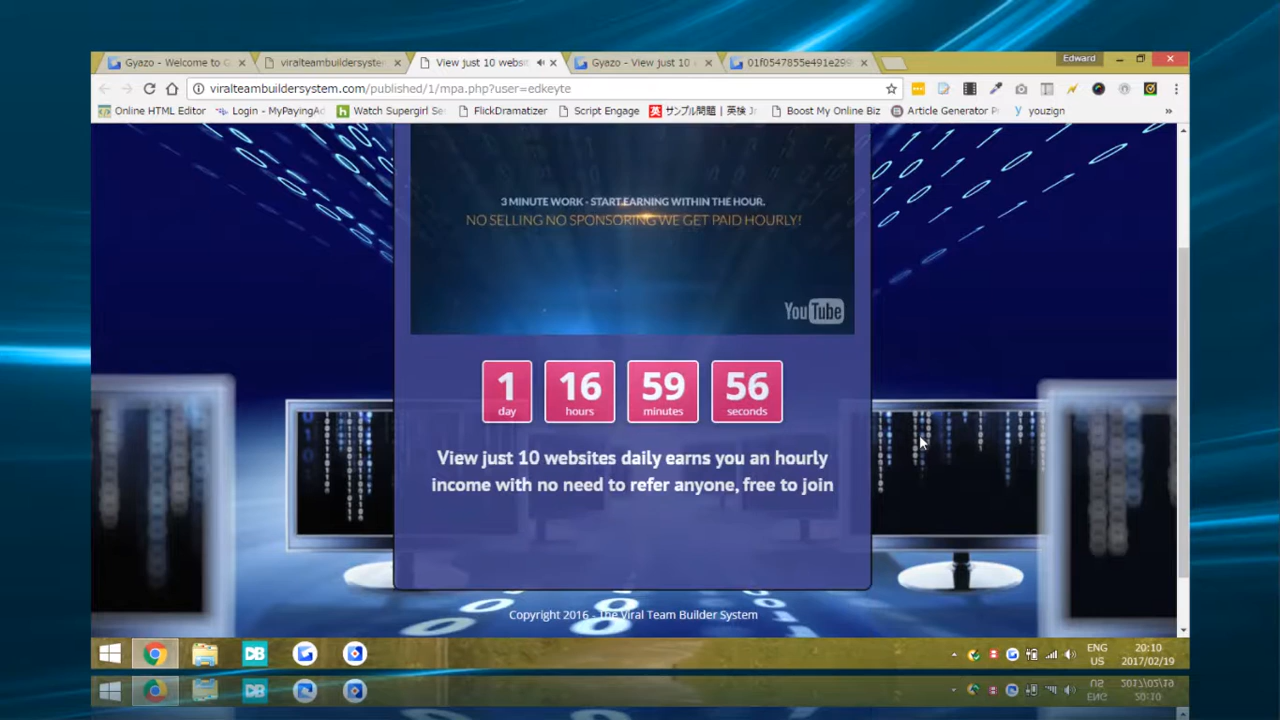 Gyazo - Welcome to G
viralteambuildersyster
View just 10 websi
Gyazo - View just 10
01f0547855e491e299
Edward
viralteambuildersystem.com/published/1/mpa.php?user=edkeyte
Online HTML Editor
Login - MyPayingAd
Watch Supergirl Se
FlickDramatizer
Script Engage
サンプル問題 | 英検 J
Boost My Online Biz
Article Generator P
youzign
3 MINUTE WORK - START EARNING WITHIN THE HOUR.
NO SELLING NO SPONSORING WE GET PAID HOURLY!
YouTube
1 16 59 56
day hours minutes seconds
View just 10 websites daily earns you an hourly
income with no need to refer anyone, free to join
Copyright 2016 - The Viral Team Builder System
DB
ENG 20:10
US 2017/02/19